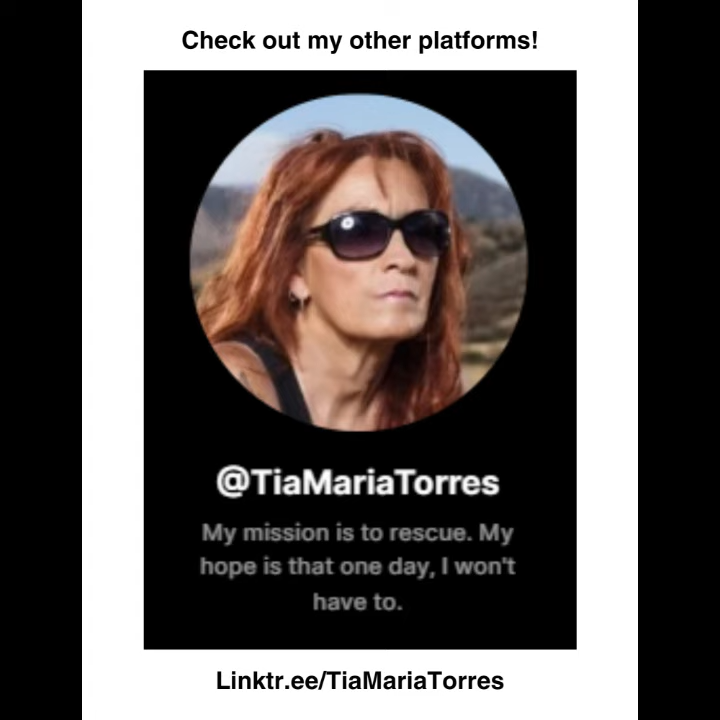 Check out my other platforms!
@TiaMariaTorres
My mission is to rescue. My
hope is that one day, I won't
have to.
Linktr.ee/TiaMariaTorres